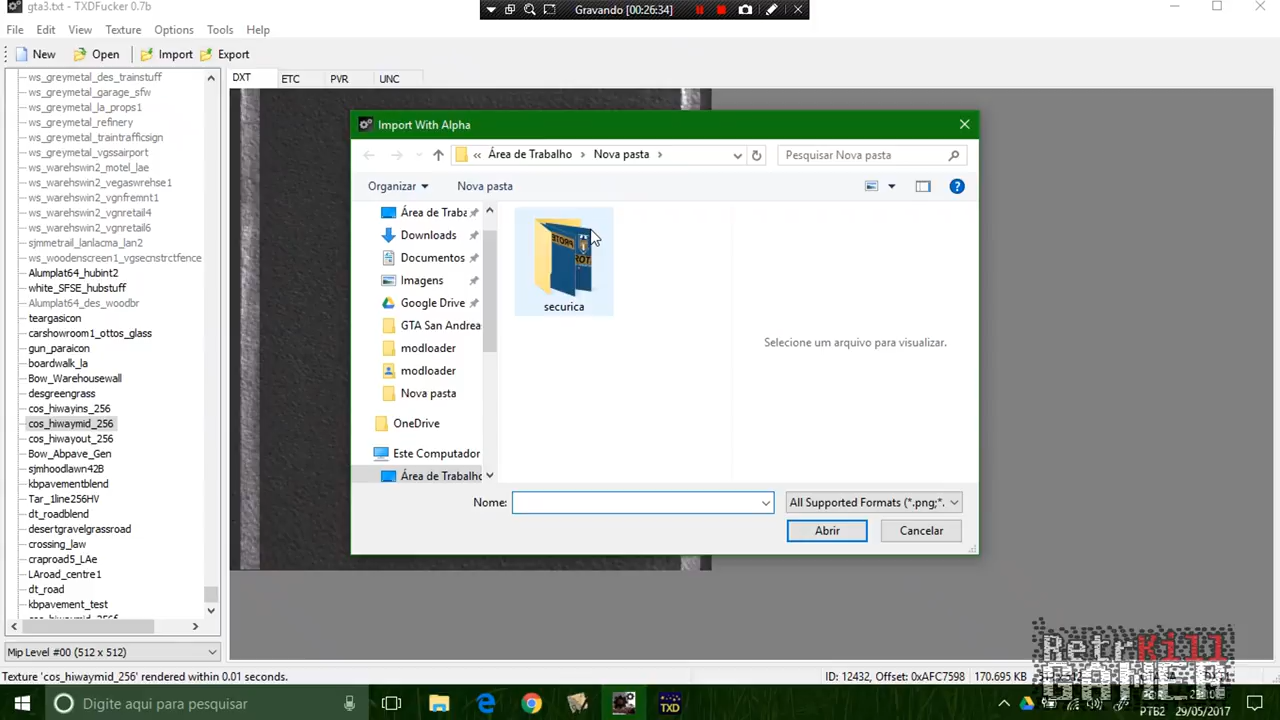 gta3.txt - TXDFucker 0.7b
Gravando [00:26:34]
File Edit View Texture Options Tools Help
New Open Import Export
DXT ETC PVR UNC
ws_greymetal_des_trainstuff
ws_greymetal_garage_sfw
ws_greymetal_la_props1
ws_greymetal_refinery
ws_greymetal_traintrafficsign
ws_greymetal_vgssairport
ws_warehswin2_motel_lae
ws_warehswin2_vegaswrehse1
ws_warehswin2_vgnfremnt1
ws_warehswin2_vgnretail4
ws_warehswin2_vgnretail6
sjmmetrail_lanlacma_lan2
ws_woodenscreen1_vgsecnstrctfence
Alumplat64_hubint2
white_SFSE_hubstuff
Alumplat64_des_woodbr
teargasicon
carshowroom1_ottos_glass
gun_paraicon
boardwalk_la
Bow_Warehousewall
desgreengrass
cos_hiwayins_256
cos_hiwaymid_256
cos_hiwayout_256
Bow_Abpave_Gen
sjmhoodlawn42B
kbpavementblend
Tar_1line256HV
dt_roadblend
desertgravelgrassroad
crossing_law
craproad5_LAe
LAroad_centre1
dt_road
kbpavement_test
Mip Level #00 (512 x 512)
Import With Alpha
« Área de Trabalho › Nova pasta ›
Pesquisar Nova pasta
Organizar Nova pasta
Área de Traba
Downloads
Documentos
Imagens
Google Drive
GTA San Andrea
modloader
modloader
Nova pasta
OneDrive
Este Computador
Área de Trabalho
securica
Selecione um arquivo para visualizar.
Nome:
All Supported Formats (*.png;*.
Abrir Cancelar
Texture 'cos_hiwaymid_256' rendered within 0.01 seconds.
ID: 12432, Offset: 0xAFC7598
170.695 KB
RetrKill
GAMER
Digite aqui para pesquisar
TXD
PTB2
29/05/2017